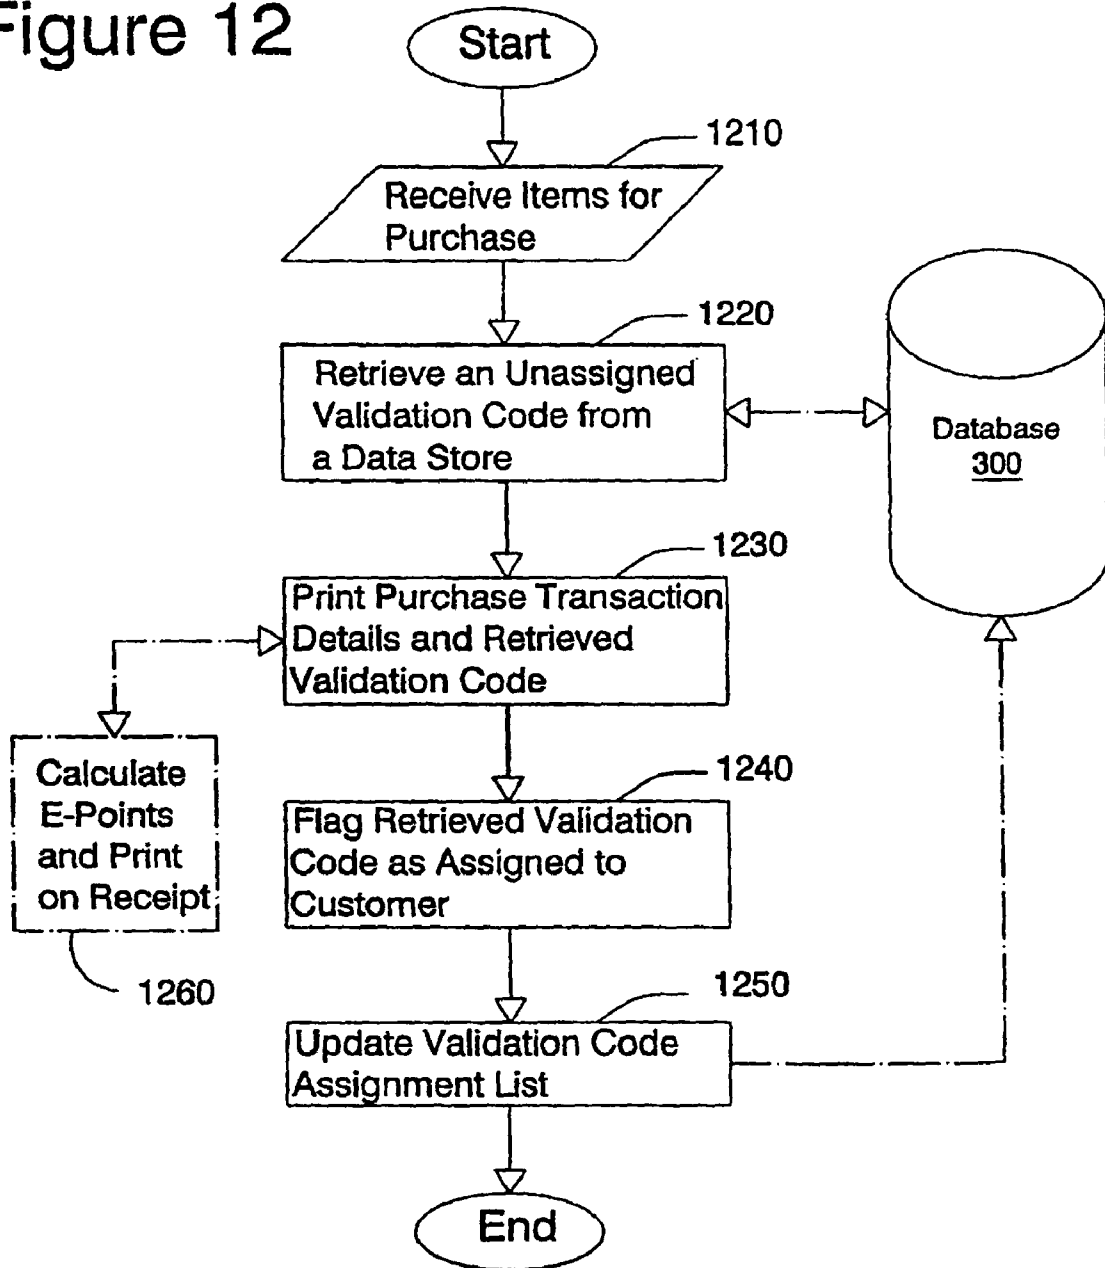 Figure 12
Start
1210
Receive Items for
Purchase
1220
Retrieve an Unassigned
Validation Code from
a Data Store
Database
300
1230
Print Purchase Transaction
Details and Retrieved
Validation Code
Calculate
E-Points
and Print
on Receipt
1260
1240
Flag Retrieved Validation
Code as Assigned to
Customer
1250
Update Validation Code
Assignment List
End